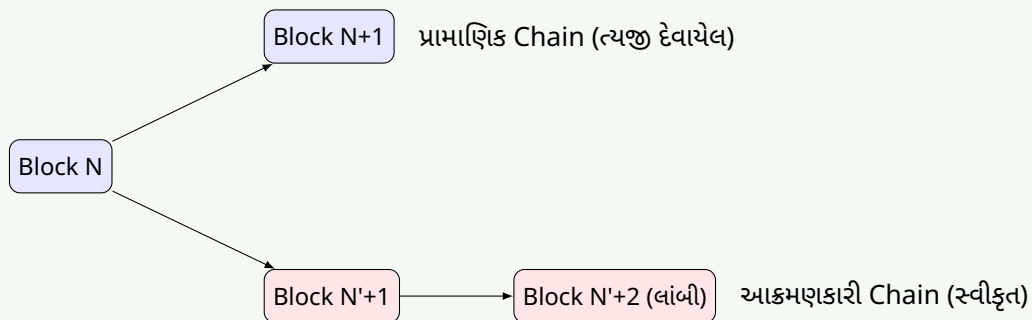 Block N+1 પ્રામાણિક Chain (ત્યજી દેવાયેલ)
Block N
Block N'+1 Block N'+2 (લાંબી) આક્રમણકારી Chain (સ્વીકૃત)